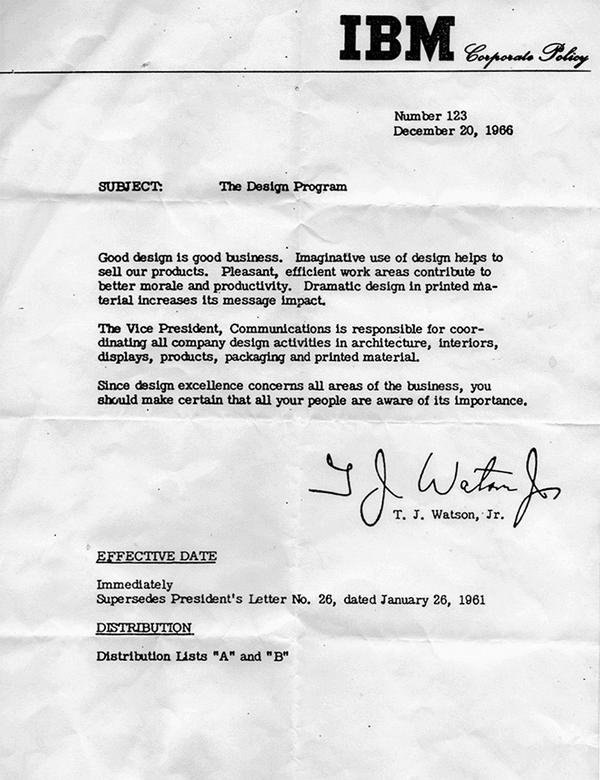 IBM Corporate Policy
Number 123
December 20, 1966
SUBJECT: The Design Program
Good design is good business. Imaginative use of design helps to
sell our products. Pleasant, efficient work areas contribute to
better morale and productivity. Dramatic design in printed ma-
terial increases its message impact.
The Vice President, Communications is responsible for coor-
dinating all company design activities in architecture, interiors,
displays, products, packaging and printed material.
Since design excellence concerns all areas of the business, you
should make certain that all your people are aware of its importance.
T J Watson Jr
T. J. Watson, Jr.
EFFECTIVE DATE
Immediately
Supersedes President's Letter No. 26, dated January 26, 1961
DISTRIBUTION
Distribution Lists "A" and "B"